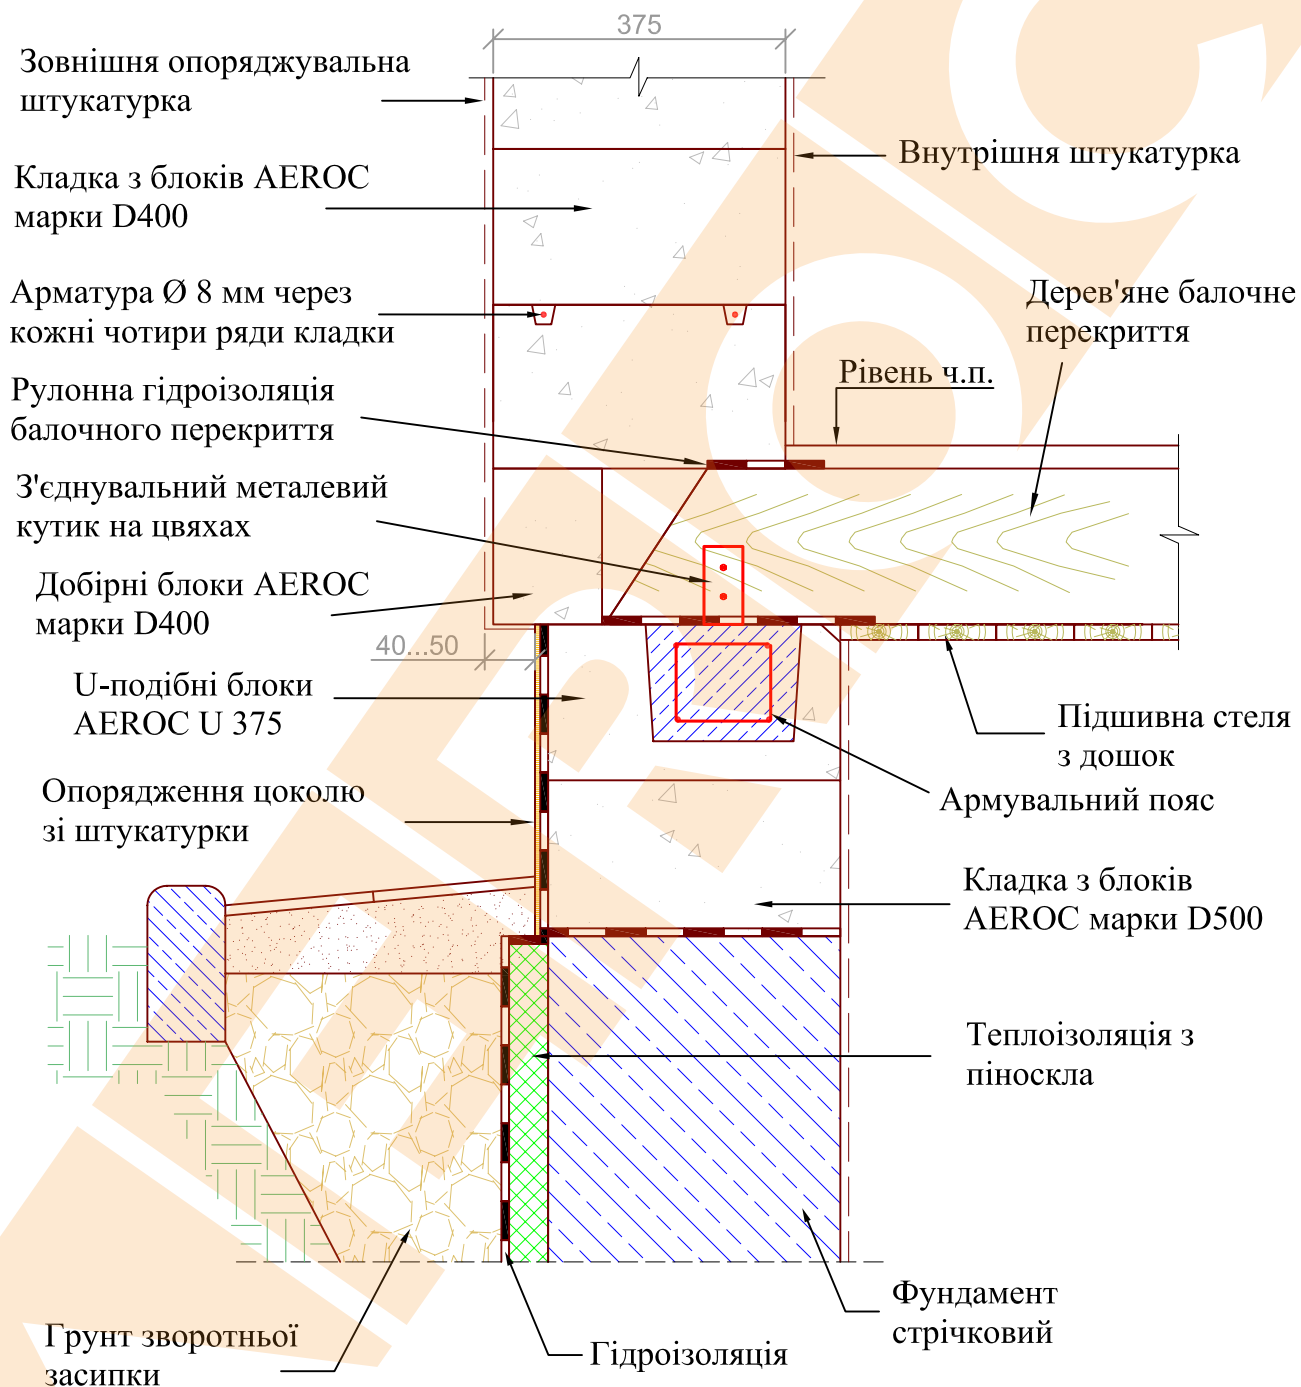 375
Зовнішня опоряджувальна
штукатурка
Внутрішня штукатурка
Кладка з блоків AEROC
марки D400
Арматура Ø 8 мм через
кожні чотири ряди кладки
Дерев'яне балочне
перекриття
Рівень ч.п.
Рулонна гідроізоляція
балочного перекриття
З'єднувальний металевий
кутик на цвяхах
Добірні блоки AEROC
марки D400
40...50
U-подібні блоки
AEROC U 375
Підшивна стеля
з дошок
Опорядження цоколю
зі штукатурки
Армувальний пояс
Кладка з блоків
AEROC марки D500
Теплоізоляція з
піноскла
Фундамент
стрічковий
Грунт зворотньої
засипки
Гідроізоляція
AEROC